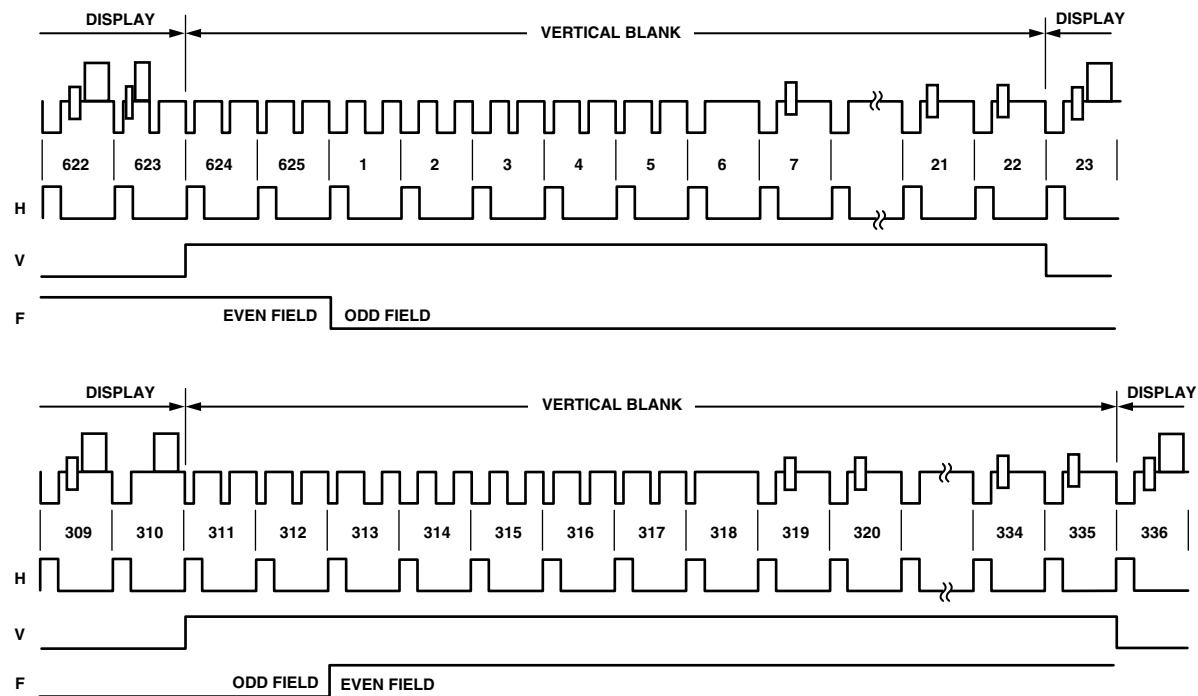 DISPLAY VERTICAL BLANK DISPLAY
622 623 624 625 1 2 3 4 5 6 7 21 22 23
H
V
F EVEN FIELD ODD FIELD
DISPLAY VERTICAL BLANK DISPLAY
309 310 311 312 313 314 315 316 317 318 319 320 334 335 336
H
V
F ODD FIELD EVEN FIELD